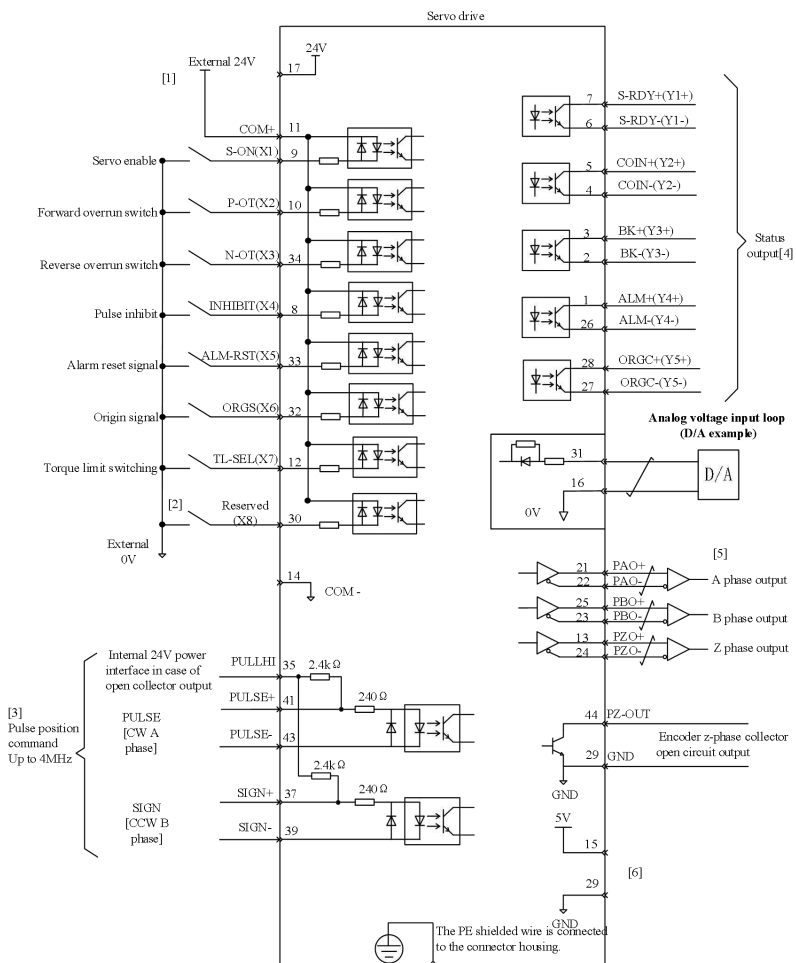 Servo drive
24V
External 24V
[1]
17
COM+
11
Servo enable
S-ON(X1)
9
Forward overrun switch
P-OT(X2)
10
Reverse overrun switch
N-OT(X3)
34
Pulse inhibit
INHIBIT(X4)
8
Alarm reset signal
ALM-RST(X5)
33
Origin signal
ORGS(X6)
32
Torque limit switching
TL-SEL(X7)
12
[2]
Reserved
(X8)
30
External
0V
14
COM -
7
S-RDY+(Y1+)
6
S-RDY-(Y1-)
5
COIN+(Y2+)
4
COIN-(Y2-)
3
BK+(Y3+)
2
BK-(Y3-)
1
ALM+(Y4+)
26
ALM-(Y4-)
28
ORGC+(Y5+)
27
ORGC-(Y5-)
Status
output[4]
Analog voltage input loop
(D/A example)
31
16
0V
D/A
[5]
21
PAO+
22
PAO-
A phase output
25
PBO+
23
PBO-
B phase output
13
PZO+
24
PZO-
Z phase output
[3]
Pulse position
command
Up to 4MHz
Internal 24V power
interface in case of
open collector output
PULLHI
35
2.4kΩ
PULSE
[CW A
phase]
PULSE+
41
240Ω
PULSE-
43
2.4kΩ
SIGN
[CCW B
phase]
SIGN+
37
240Ω
SIGN-
39
44
PZ-OUT
Encoder z-phase collector
open circuit output
29
GND
GND
5V
15
[6]
29
GND
The PE shielded wire is connected
to the connector housing.